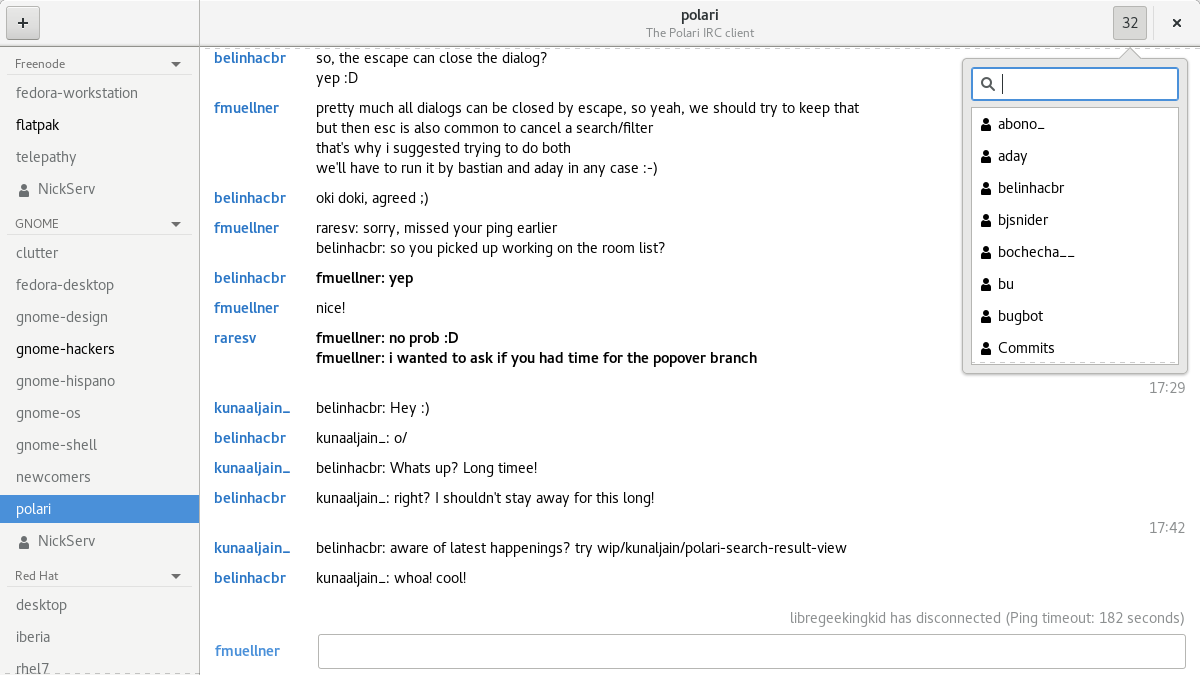 +
polari
The Polari IRC client
32
×
Freenode
fedora-workstation
flatpak
telepathy
NickServ
GNOME
clutter
fedora-desktop
gnome-design
gnome-hackers
gnome-hispano
gnome-os
gnome-shell
newcomers
polari
NickServ
Red Hat
desktop
iberia
rhel7
belinhacbr so, the escape can close the dialog?
yep :D
fmuellner pretty much all dialogs can be closed by escape, so yeah, we should try to keep that
but then esc is also common to cancel a search/filter
that's why i suggested trying to do both
we'll have to run it by bastian and aday in any case :-)
belinhacbr oki doki, agreed ;)
fmuellner raresv: sorry, missed your ping earlier
belinhacbr: so you picked up working on the room list?
belinhacbr fmuellner: yep
fmuellner nice!
raresv fmuellner: no prob :D
fmuellner: i wanted to ask if you had time for the popover branch
17:29
kunaaljain_ belinhacbr: Hey :)
belinhacbr kunaaljain_: o/
kunaaljain_ belinhacbr: Whats up? Long timee!
belinhacbr kunaaljain_: right? I shouldn't stay away for this long!
17:42
kunaaljain_ belinhacbr: aware of latest happenings? try wip/kunaljain/polari-search-result-view
belinhacbr kunaaljain_: whoa! cool!
libregeekingkid has disconnected (Ping timeout: 182 seconds)
fmuellner
abono_
aday
belinhacbr
bjsnider
bochecha__
bu
bugbot
Commits